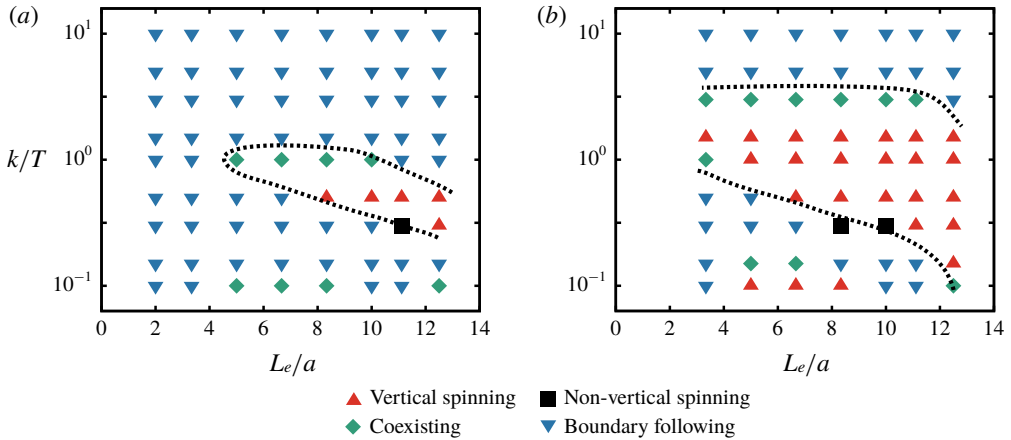 (a)
(b)
k/T
10¹
10⁰
10⁻¹
0 2 4 6 8 10 12 14
Lₑ/a
10¹
10⁰
10⁻¹
0 2 4 6 8 10 12 14
Lₑ/a
Vertical spinning
Non-vertical spinning
Coexisting
Boundary following